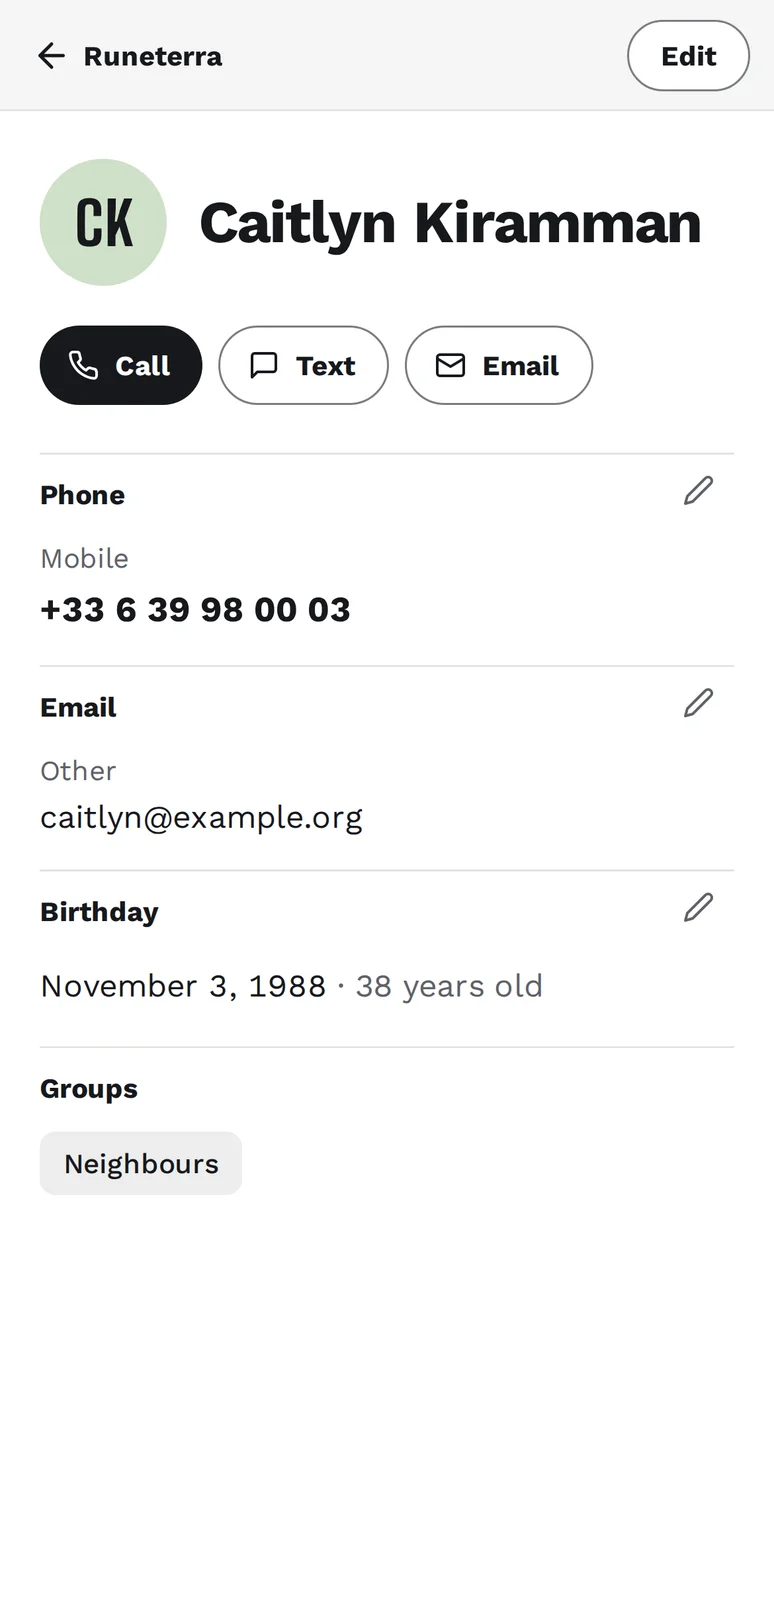 Runeterra
Edit
CK
Caitlyn Kiramman
Call
Text
Email
Phone
Mobile
+33 6 39 98 00 03
Email
Other
caitlyn@example.org
Birthday
November 3, 1988 · 38 years old
Groups
Neighbours